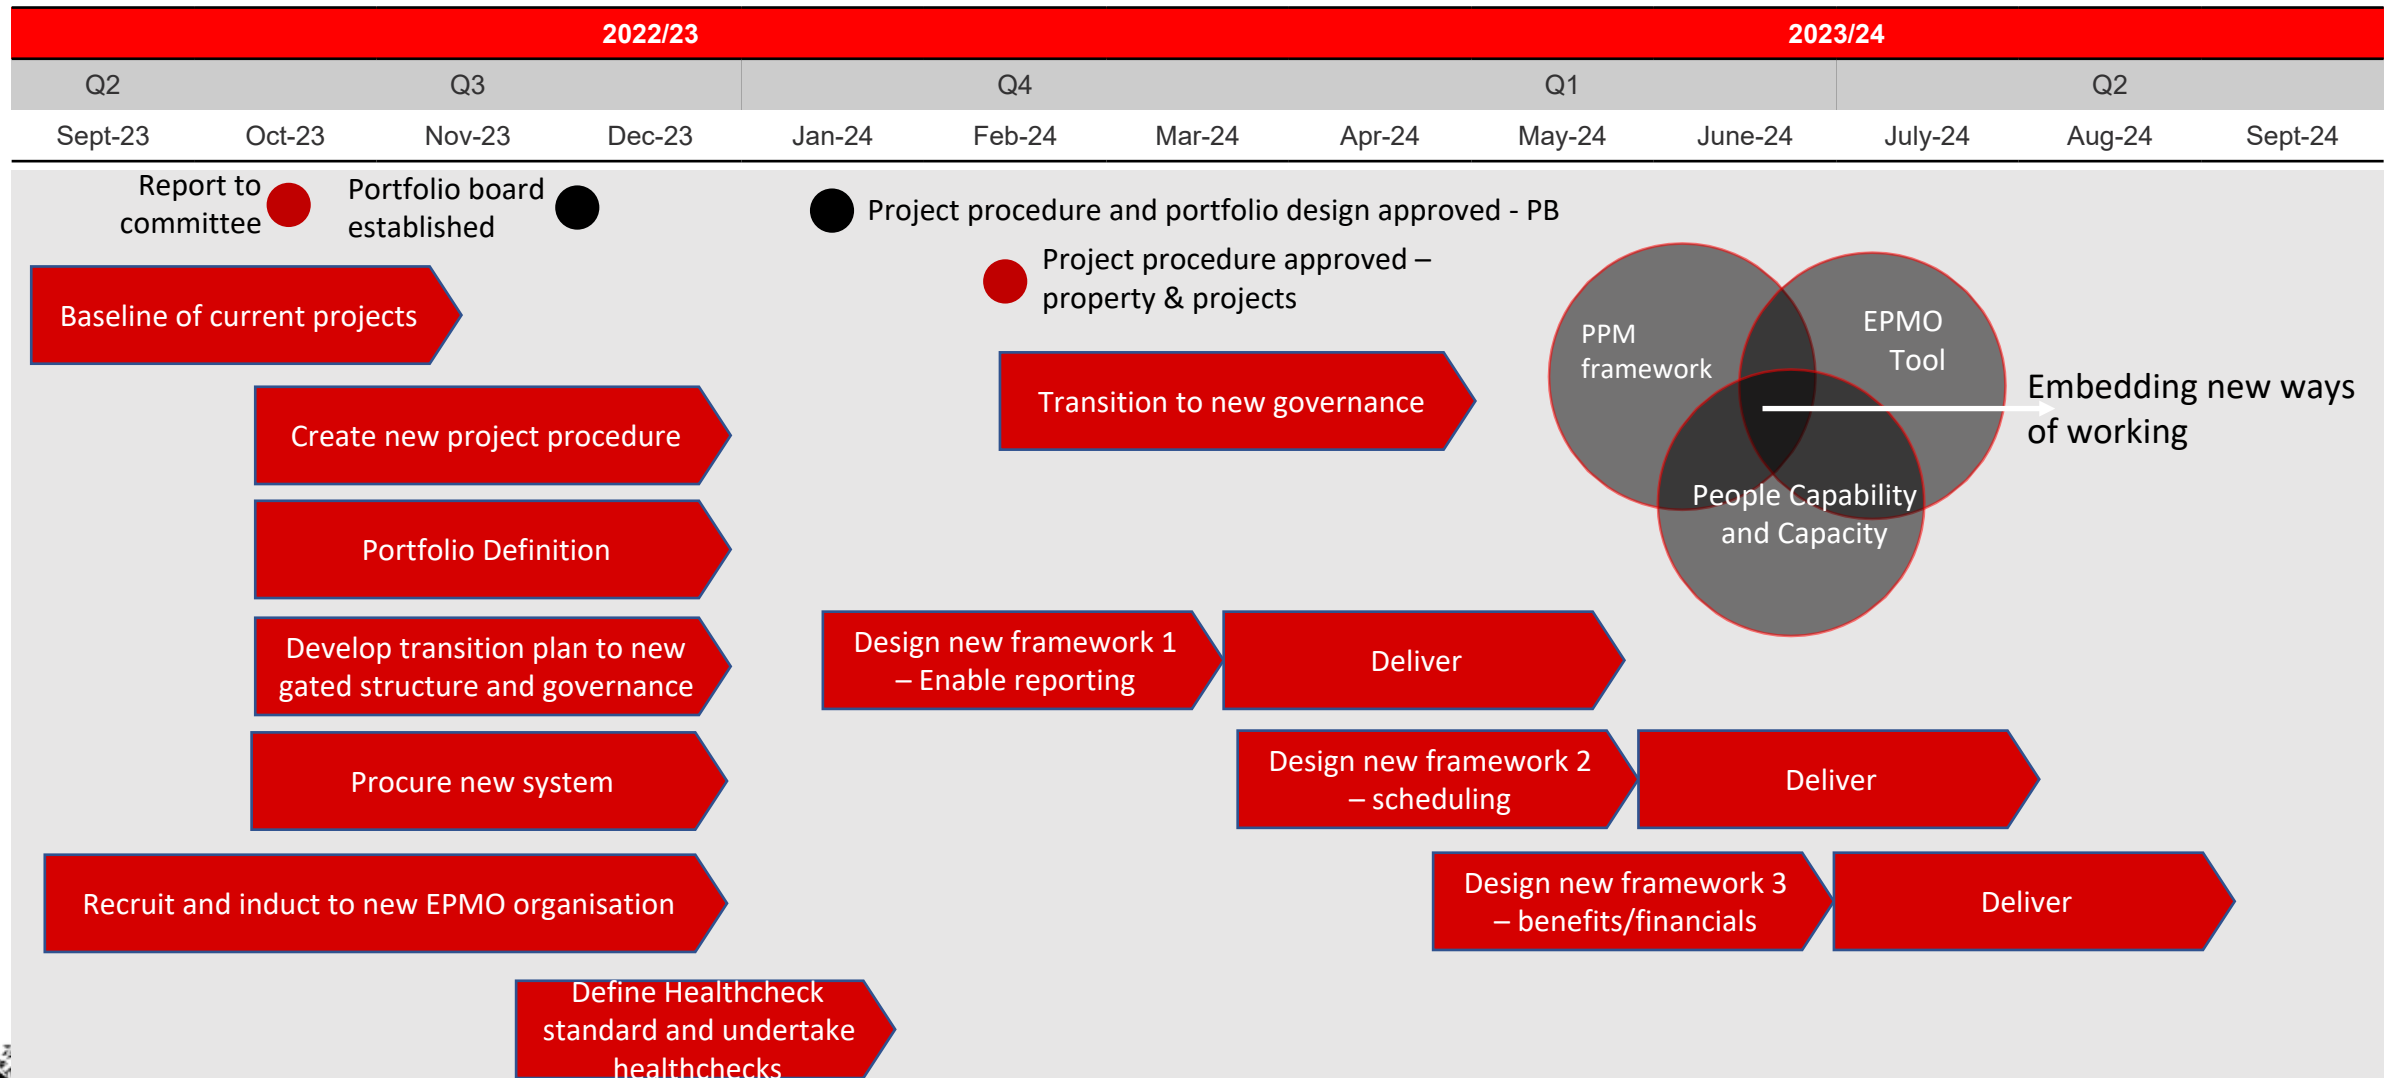 2022/23 2023/24
Q2 Q3 Q4 Q1 Q2
Sept-23 Oct-23 Nov-23 Dec-23 Jan-24 Feb-24 Mar-24 Apr-24 May-24 June-24 July-24 Aug-24 Sept-24
Report to
committee
Portfolio board
established
Project procedure and portfolio design approved - PB
Project procedure approved –
property & projects
Baseline of current projects
PPM
framework
EPMO
Tool
People Capability
and Capacity
Embedding new ways
of working
Transition to new governance
Create new project procedure
Portfolio Definition
Develop transition plan to new
gated structure and governance
Design new framework 1
– Enable reporting
Deliver
Procure new system
Design new framework 2
– scheduling
Deliver
Recruit and induct to new EPMO organisation
Design new framework 3
– benefits/financials
Deliver
Define Healthcheck
standard and undertake
healthchecks